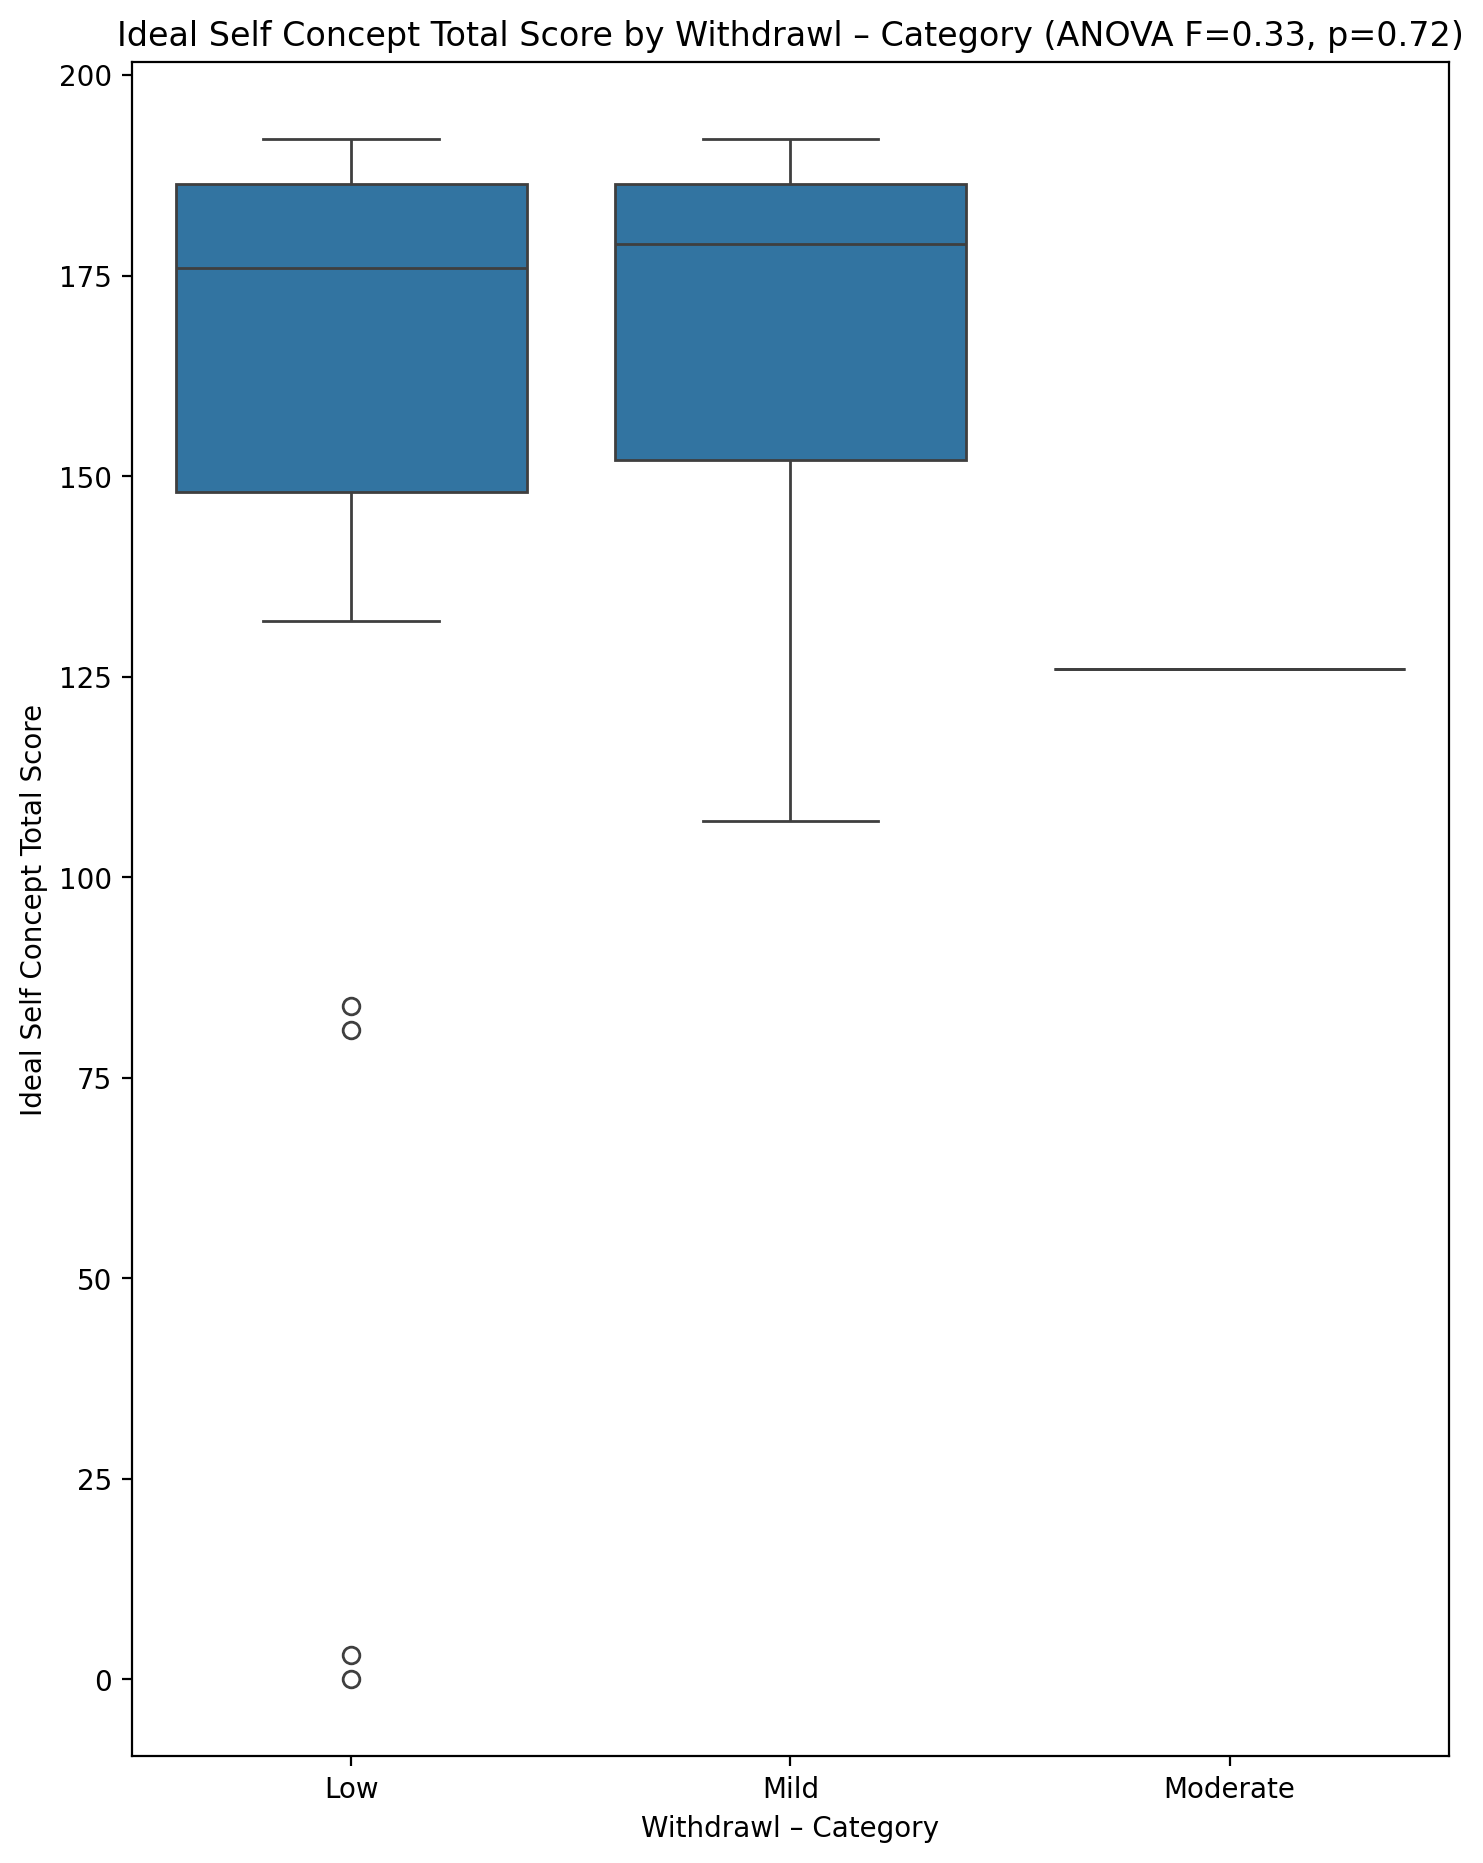 Ideal Self Concept Total Score by Withdrawl – Category (ANOVA F=0.33, p=0.72)
200
175
150
125
100
75
50
25
0
Ideal Self Concept Total Score
Low Mild Moderate
Withdrawl – Category